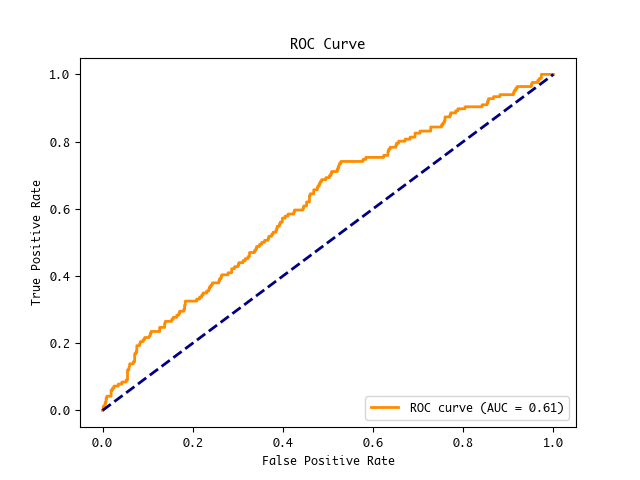 ROC Curve
True Positive Rate
1.0
0.8
0.6
0.4
0.2
0.0
0.0 0.2 0.4 0.6 0.8 1.0
False Positive Rate
ROC curve (AUC = 0.61)